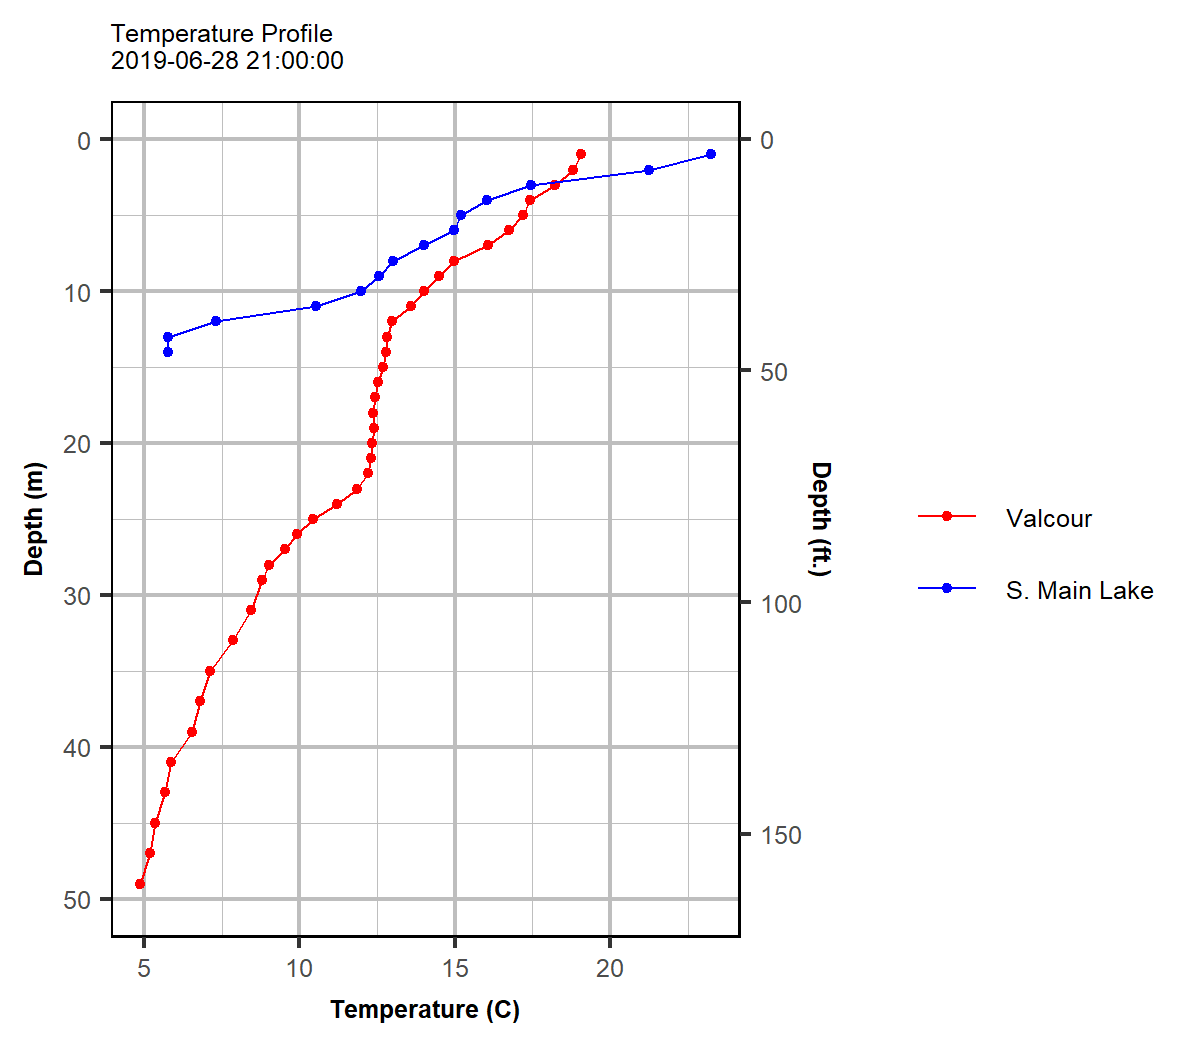 Temperature Profile
2019-06-28 21:00:00
0
10
20
30
40
50
Depth (m)
0
50
100
150
Depth (ft.)
5 10 15 20
Temperature (C)
Valcour
S. Main Lake